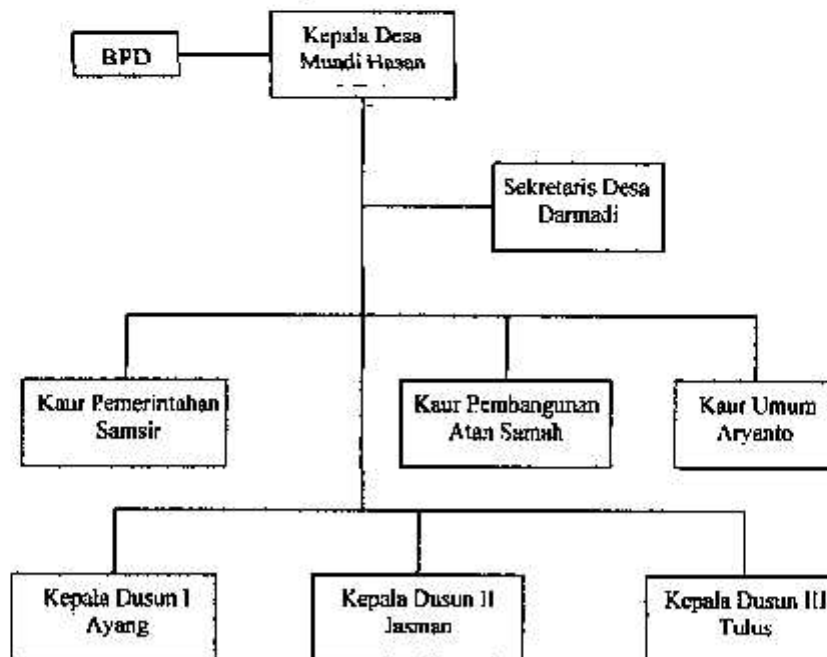 Kepala Desa
Mundi Hasan
BPD
Sekretaris Desa
Darmadi
Kaur Pemerintahan
Samsir
Kaur Pembangunan
Atan Samah
Kaur Umum
Aryanto
Kepala Dusun I
Ayang
Kepala Dusun II
Jasman
Kepala Dusun III
Tulus